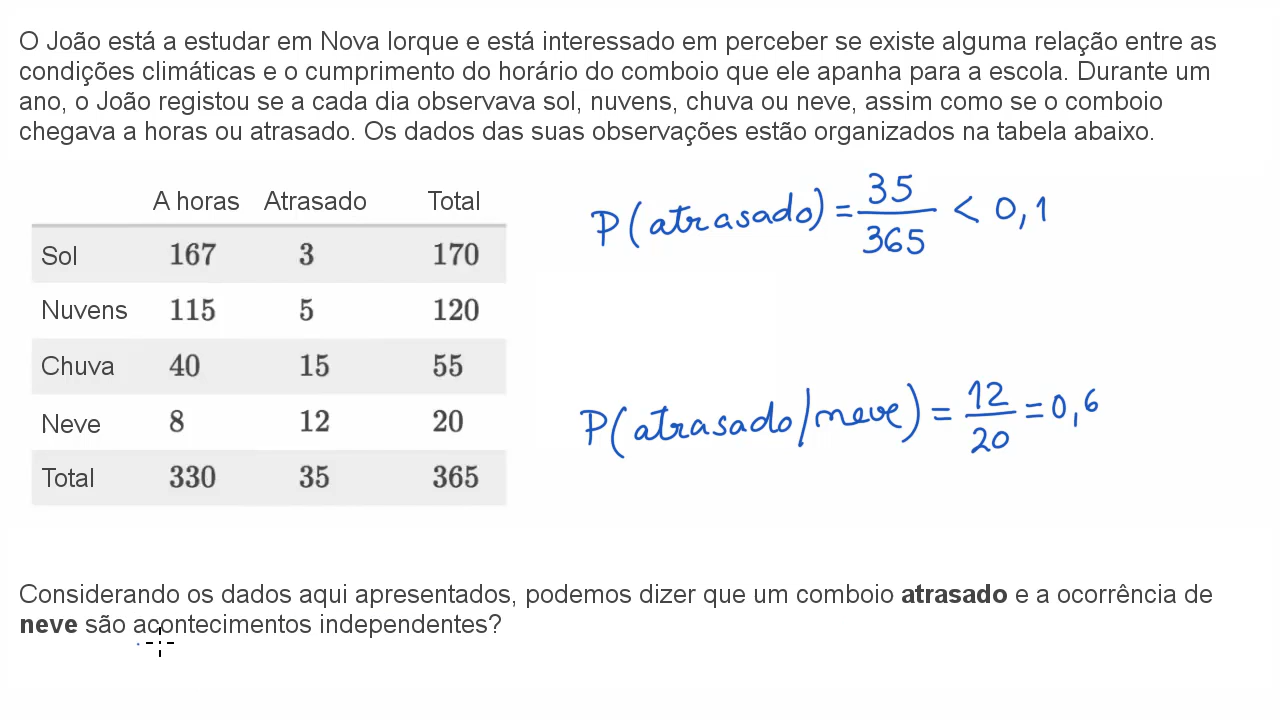 O João está a estudar em Nova Iorque e está interessado em perceber se existe alguma relação entre as
condições climáticas e o cumprimento do horário do comboio que ele apanha para a escola. Durante um
ano, o João registou se a cada dia observava sol, nuvens, chuva ou neve, assim como se o comboio
chegava a horas ou atrasado. Os dados das suas observações estão organizados na tabela abaixo.
A horas Atrasado Total
Sol 167 3 170
Nuvens 115 5 120
Chuva 40 15 55
Neve 8 12 20
Total 330 35 365
P(atrasado) = 35/365 < 0,1
P(atrasado/neve) = 12/20 = 0,6
Considerando os dados aqui apresentados, podemos dizer que um comboio atrasado e a ocorrência de
neve são acontecimentos independentes?